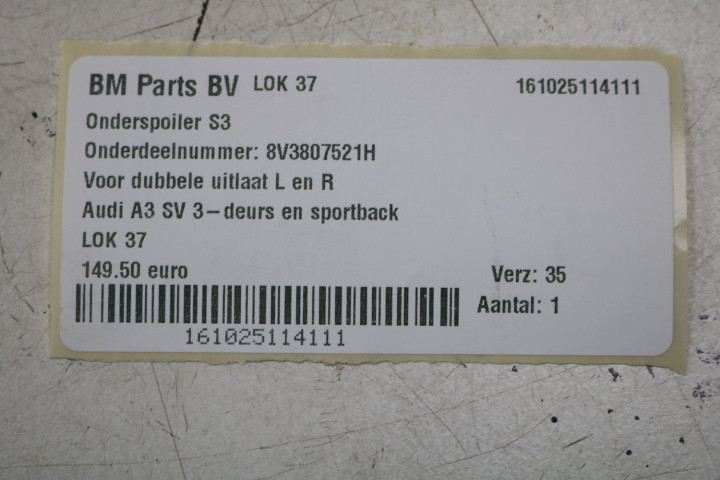 BM Parts BV LOK 37 161025114111
Onderspoiler S3
Onderdeelnummer: 8V3807521H
Voor dubbele uitlaat L en R
Audi A3 SV 3-deurs en sportback
LOK 37
149.50 euro Verz: 35
Aantal: 1
161025114111